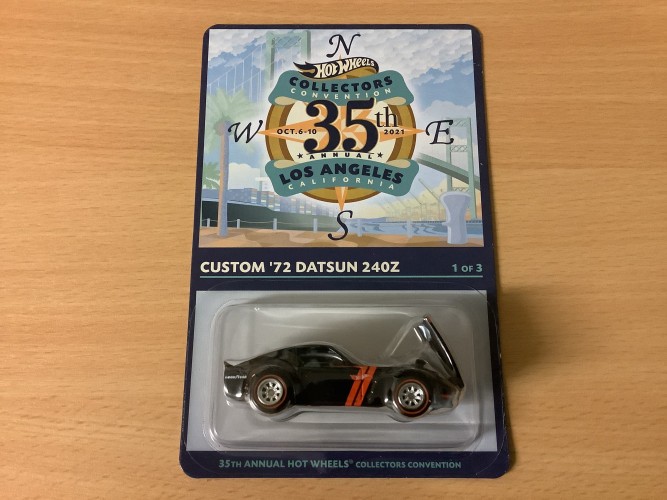 N
HOT WHEELS
COLLECTORS
CONVENTION
W OCT. 6-10 35th 2021 E
ANNUAL
LOS ANGELES
CALIFORNIA
S
CUSTOM '72 DATSUN 240Z 1 OF 3
GOODYEAR
35TH ANNUAL HOT WHEELS® COLLECTORS CONVENTION